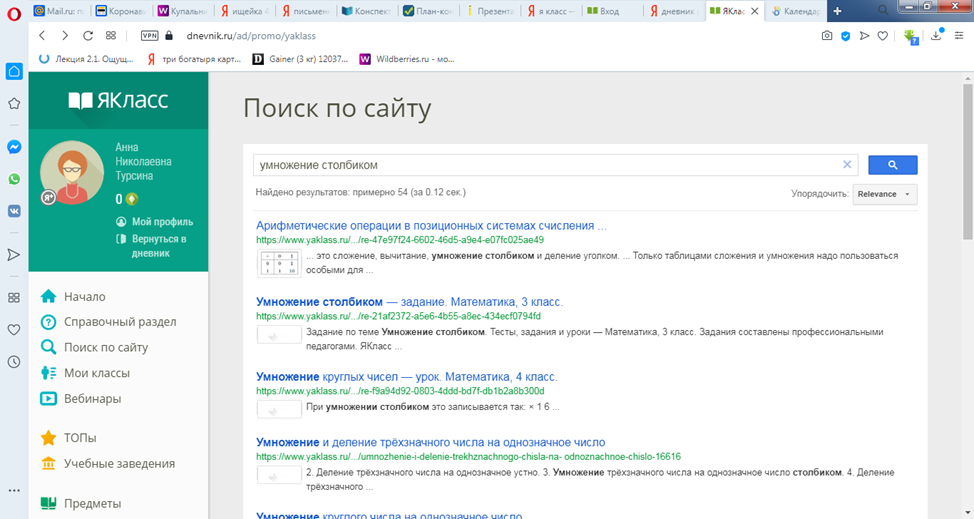 Mail.ru: п
Коронави
Купальни
ищейка 4
письмен
Конспект
План-кон
Презента
я класс —
Вход
дневник
ЯКлас
Календар
VPN
dnevnik.ru/ad/promo/yaklass
Лекция 2.1. Ощущ...
три богатыря карт...
Gainer (3 кг) 12037...
Wildberries.ru - мо...
ЯКласс
Анна
Николаевна
Турсина
Я+
0
Мой профиль
Вернуться в
дневник
Начало
Справочный раздел
Поиск по сайту
Мои классы
Вебинары
ТОПы
Учебные заведения
Предметы
Поиск по сайту
умножение столбиком
Найдено результатов: примерно 54 (за 0.12 сек.)
Упорядочить:
Relevance
Арифметические операции в позиционных системах счисления ...
https://www.yaklass.ru/.../re-47e97f24-6602-46d5-a9e4-e07fc025ae49
... это сложение, вычитание, умножение столбиком и деление уголком. ... Только таблицами сложения и умножения надо пользоваться
особыми для ...
Умножение столбиком — задание. Математика, 3 класс.
https://www.yaklass.ru/.../re-21af2372-a5e6-4b55-a8ec-434ecf0794fd
Задание по теме Умножение столбиком. Тесты, задания и уроки — Математика, 3 класс. Задания составлены профессиональными
педагогами. ЯКласс ...
Умножение круглых чисел — урок. Математика, 4 класс.
https://www.yaklass.ru/.../re-f9a94d92-0803-4ddd-bd7f-db1b2a8b300d
При умножении столбиком это записывается так: × 1 6 ...
Умножение и деление трёхзначного числа на однозначное число
https://www.yaklass.ru/.../umnozhenie-i-delenie-trekhznachnogo-chisla-na- odnoznachnoe-chislo-16616
2. Деление трёхзначного числа на однозначное устно. 3. Умножение трёхзначного числа на однозначное число столбиком. 4. Деление
трёхзначного ...
Умножение круглого числа на однозначное число